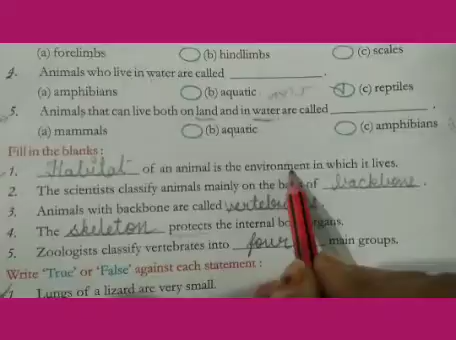 (a) forelimbs (b) hindlimbs (c) scales
4. Animals who live in water are called ____________ .
(a) amphibians (b) aquatic (c) reptiles
5. Animals that can live both on land and in water are called ____________ .
(a) mammals (b) aquatic (c) amphibians
Fill in the blanks :
1. Habitat of an animal is the environment in which it lives.
2. The scientists classify animals mainly on the of backbone .
3. Animals with backbone are called
4. The skeleton protects the internal
5. Zoologists classify vertebrates into four main groups.
Write 'True' or 'False' against each statement :
1. Lungs of a lizard are very small.